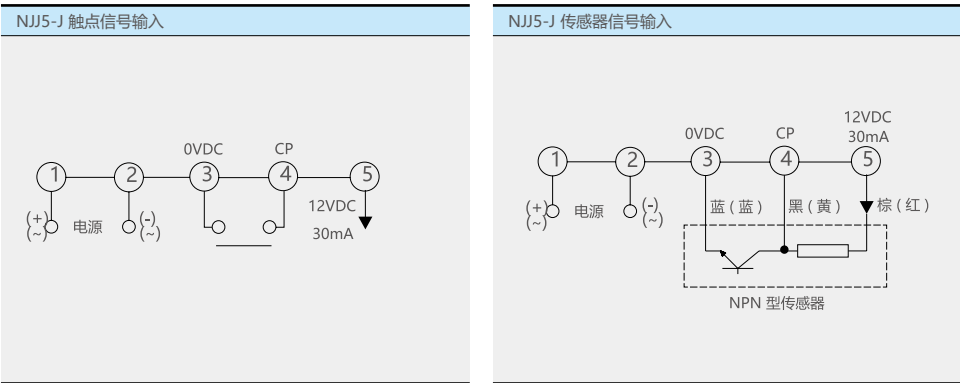 NJJ5-J 触点信号输入
0VDC CP
1 2 3 4 5
(+) 电源 (-) 12VDC
(~) (~) 30mA
NJJ5-J 传感器信号输入
12VDC
0VDC CP 30mA
1 2 3 4 5
(+) 电源 (-) 蓝 ( 蓝 ) 黑 ( 黄 ) 棕 ( 红 )
(~) (~)
NPN 型传感器